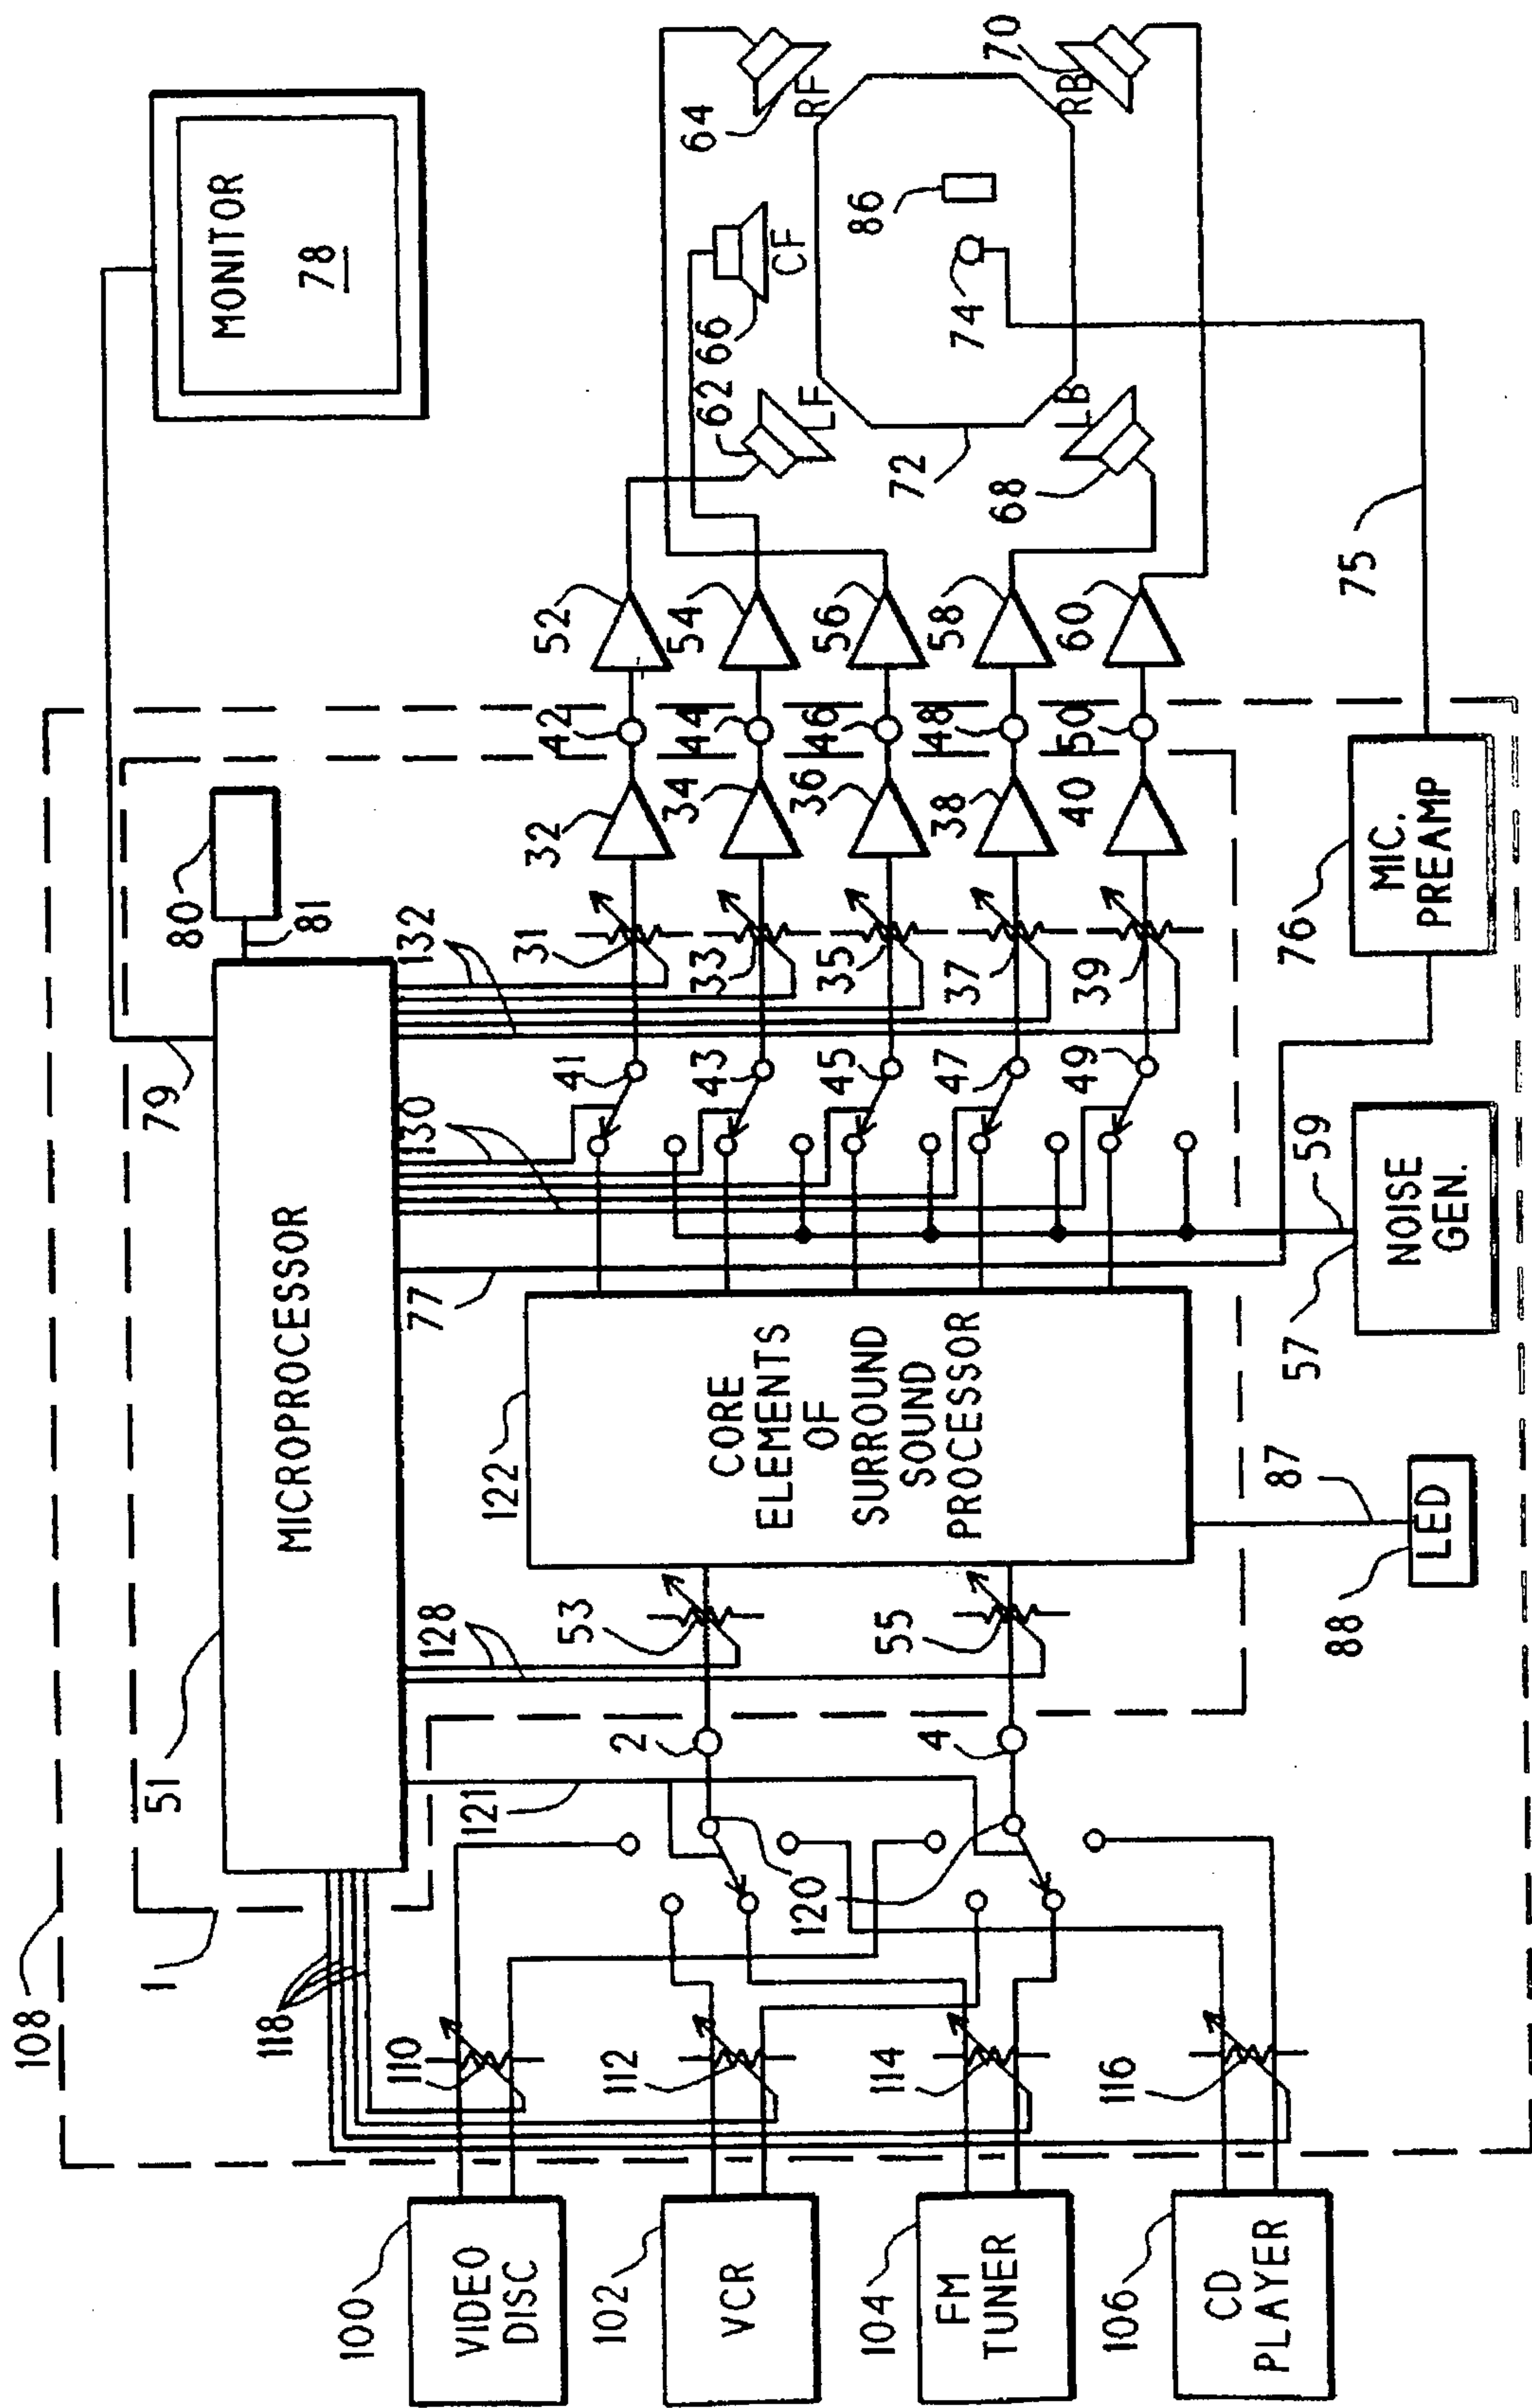 108
1
51
MICROPROCESSOR
79
80
81
MONITOR
78
118
121
128
77
130
132
100
VIDEO
DISC
110
102
VCR
112
104
FM
TUNER
114
106
CD
PLAYER
116
120
2
4
53
55
122
CORE
ELEMENTS
OF
SURROUND
SOUND
PROCESSOR
87
88
LED
41
43
45
47
49
31
33
35
37
39
32
34
36
38
40
42
44
46
48
50
52
54
56
58
60
57
59
NOISE
GEN.
76
MIC.
PREAMP
75
62
LF
66
CF
64
RF
68
LB
70
RB
72
74
86